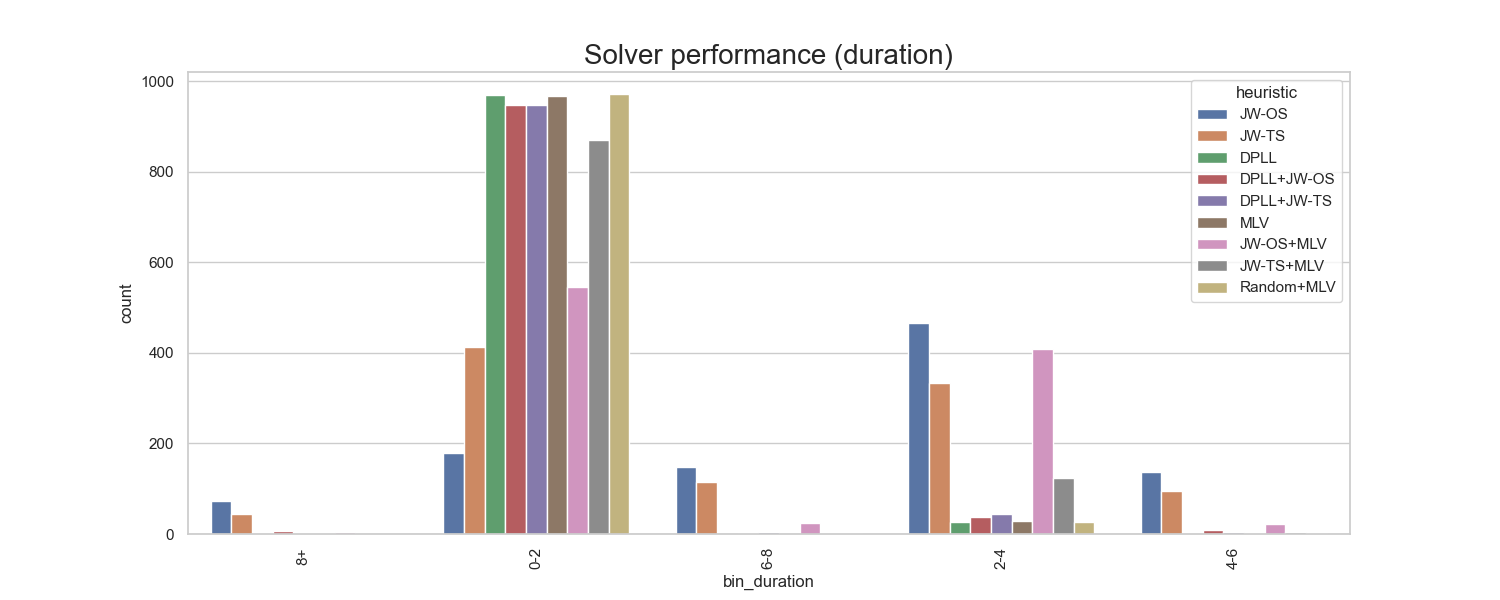 Solver performance (duration)
1000
800
600
400
200
0
count
heuristic
JW-OS
JW-TS
DPLL
DPLL+JW-OS
DPLL+JW-TS
MLV
JW-OS+MLV
JW-TS+MLV
Random+MLV
8+
0-2
6-8
2-4
4-6
bin_duration